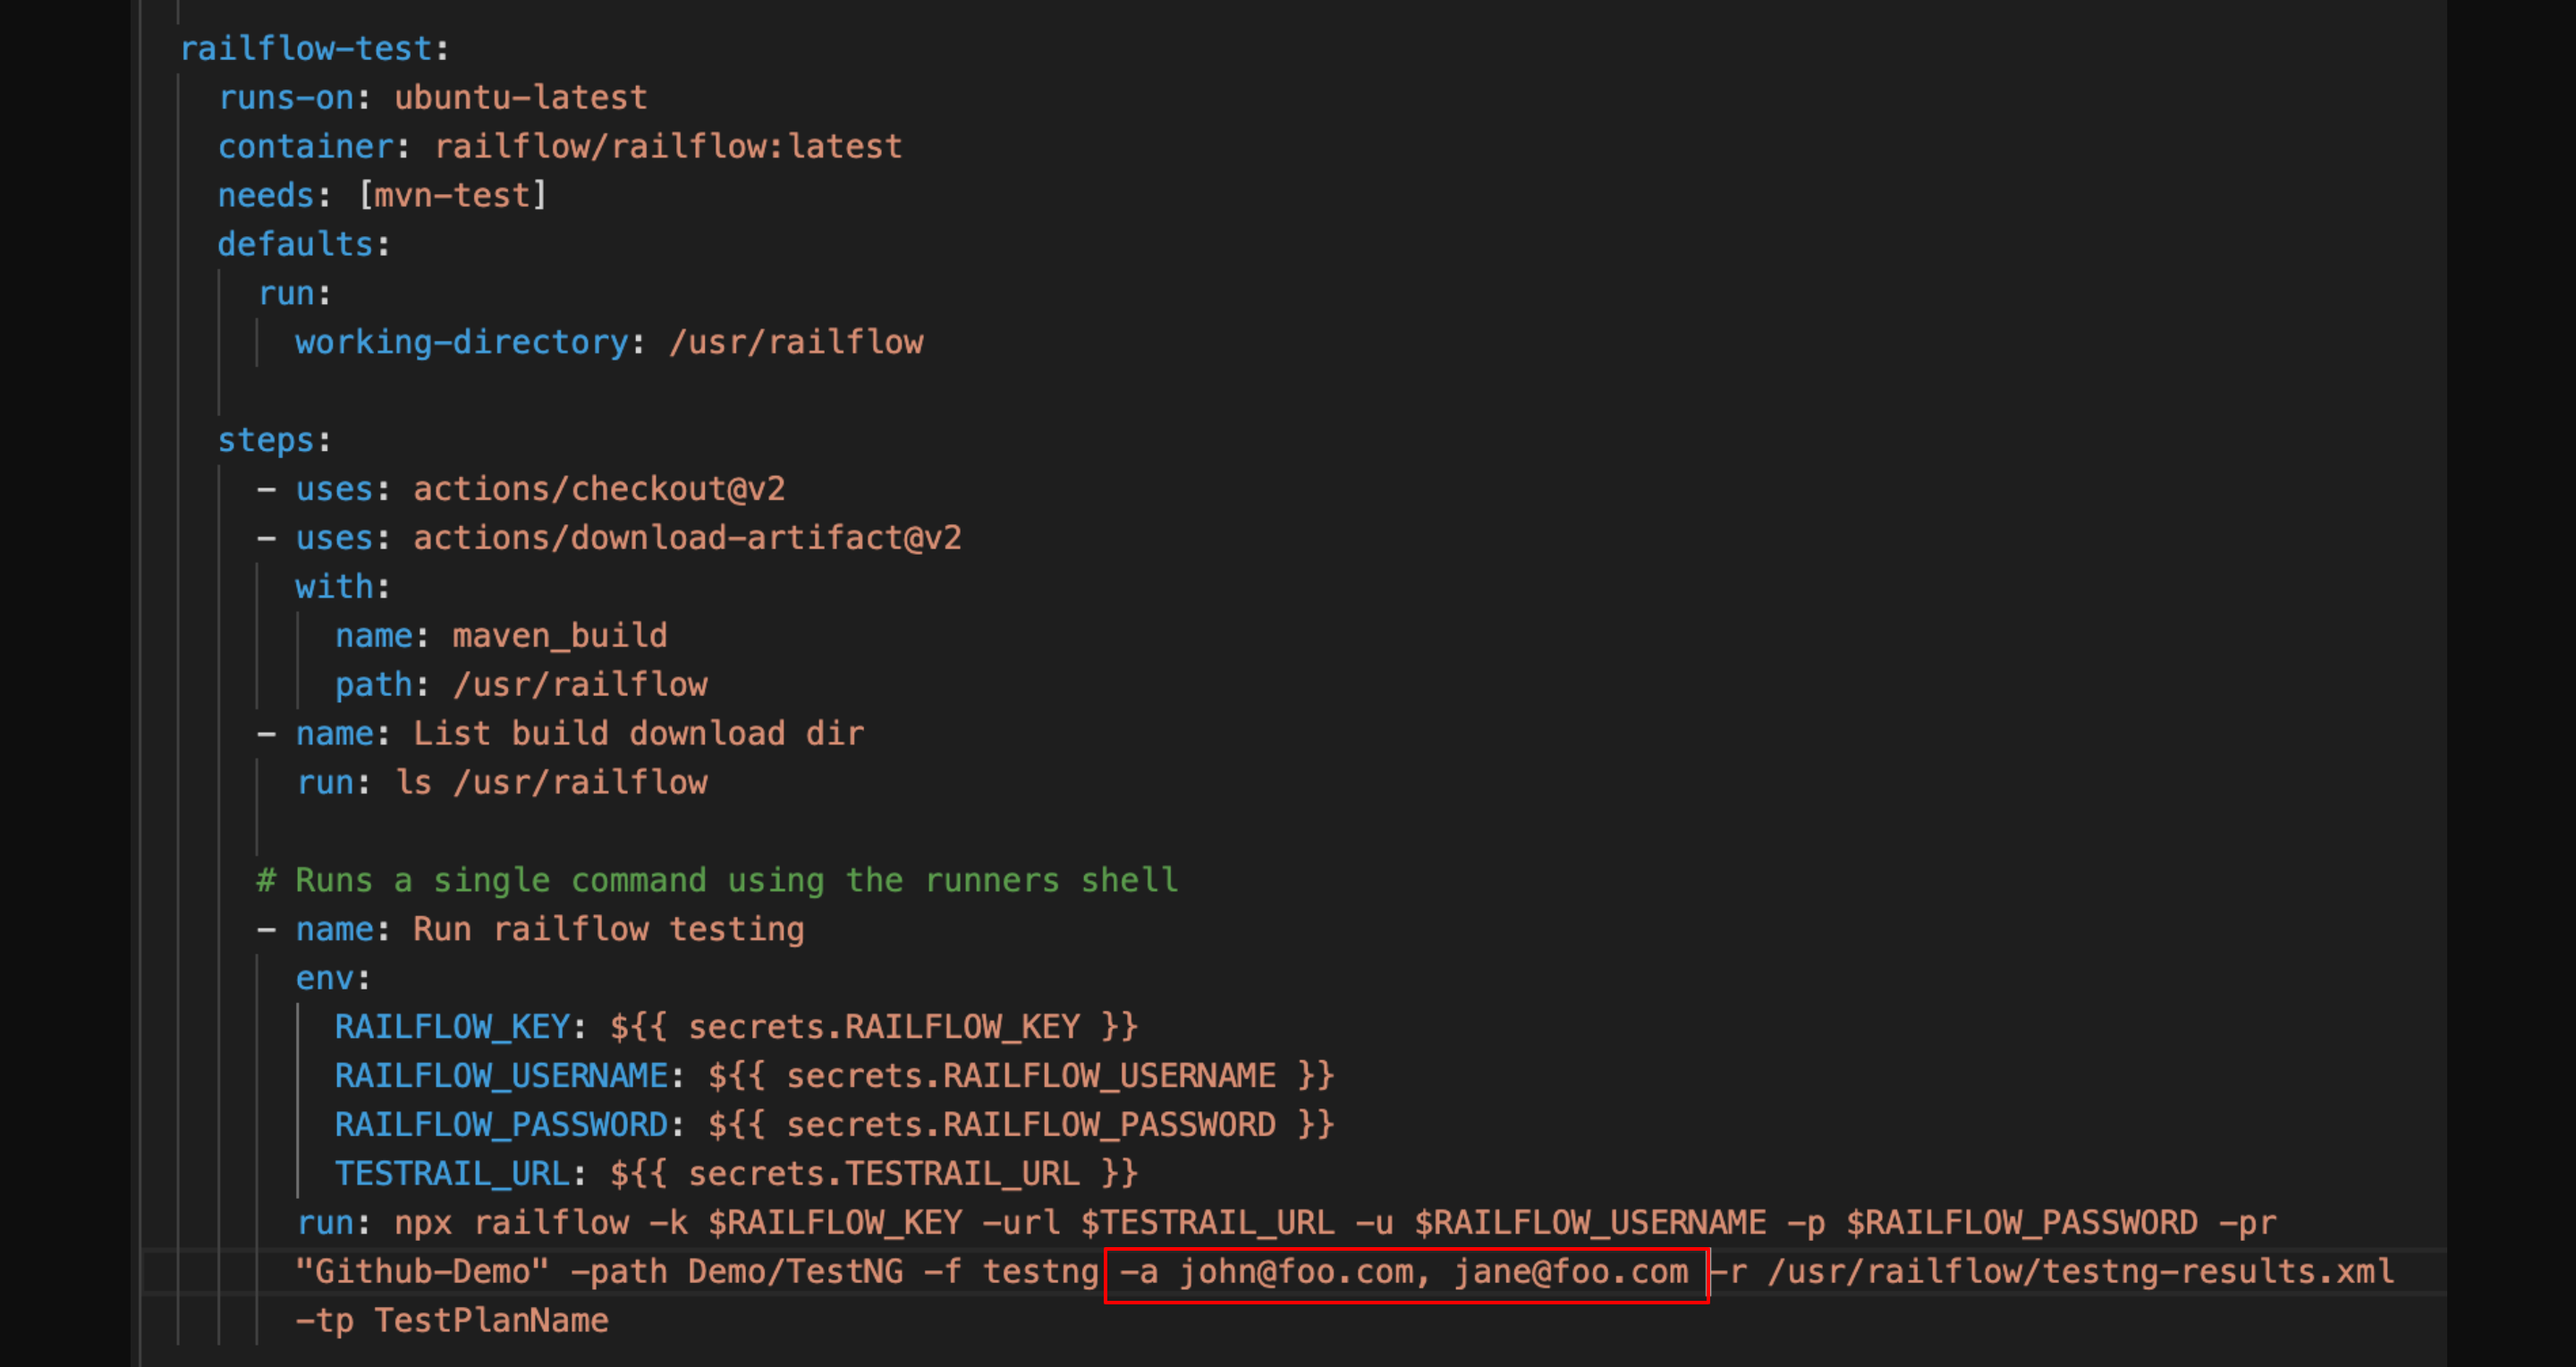 railflow-test:
runs-on: ubuntu-latest
container: railflow/railflow:latest
needs: [mvn-test]
defaults:
run:
working-directory: /usr/railflow
steps:
- uses: actions/checkout@v2
- uses: actions/download-artifact@v2
with:
name: maven_build
path: /usr/railflow
- name: List build download dir
run: ls /usr/railflow
# Runs a single command using the runners shell
- name: Run railflow testing
env:
RAILFLOW_KEY: ${{ secrets.RAILFLOW_KEY }}
RAILFLOW_USERNAME: ${{ secrets.RAILFLOW_USERNAME }}
RAILFLOW_PASSWORD: ${{ secrets.RAILFLOW_PASSWORD }}
TESTRAIL_URL: ${{ secrets.TESTRAIL_URL }}
run: npx railflow -k $RAILFLOW_KEY -url $TESTRAIL_URL -u $RAILFLOW_USERNAME -p $RAILFLOW_PASSWORD -pr
"Github-Demo" -path Demo/TestNG -f testng -a john@foo.com, jane@foo.com -r /usr/railflow/testng-results.xml
-tp TestPlanName